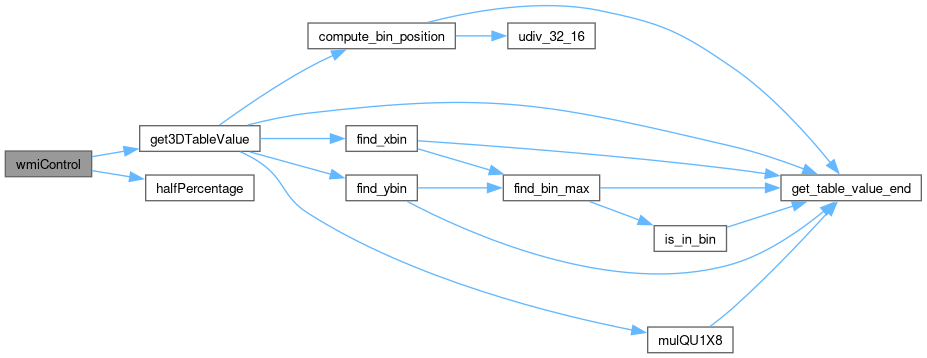 wmiControl
get3DTableValue
halfPercentage
compute_bin_position
udiv_32_16
find_xbin
find_ybin
find_bin_max
is_in_bin
get_table_value_end
mulQU1X8